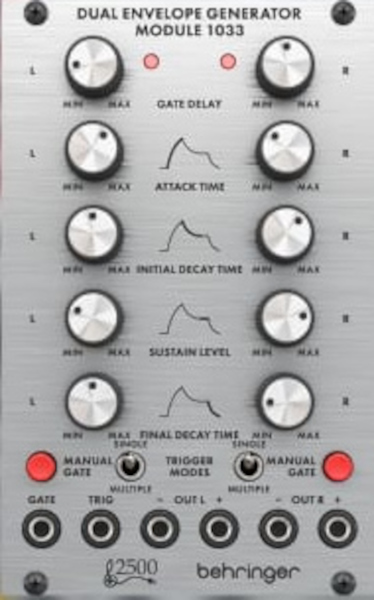 DUAL ENVELOPE GENERATOR
MODULE 1033
L R
MIN MAX GATE DELAY MIN MAX
L R
MIN MAX ATTACK TIME MIN MAX
L R
MIN MAX INITIAL DECAY TIME MIN MAX
L R
MIN MAX SUSTAIN LEVEL MIN MAX
L R
MIN MAX FINAL DECAY TIME MIN MAX
SINGLE SINGLE
MANUAL GATE TRIGGER MODES MANUAL GATE
MULTIPLE MULTIPLE
GATE TRIG - OUT L + - OUT R +
2500 behringer